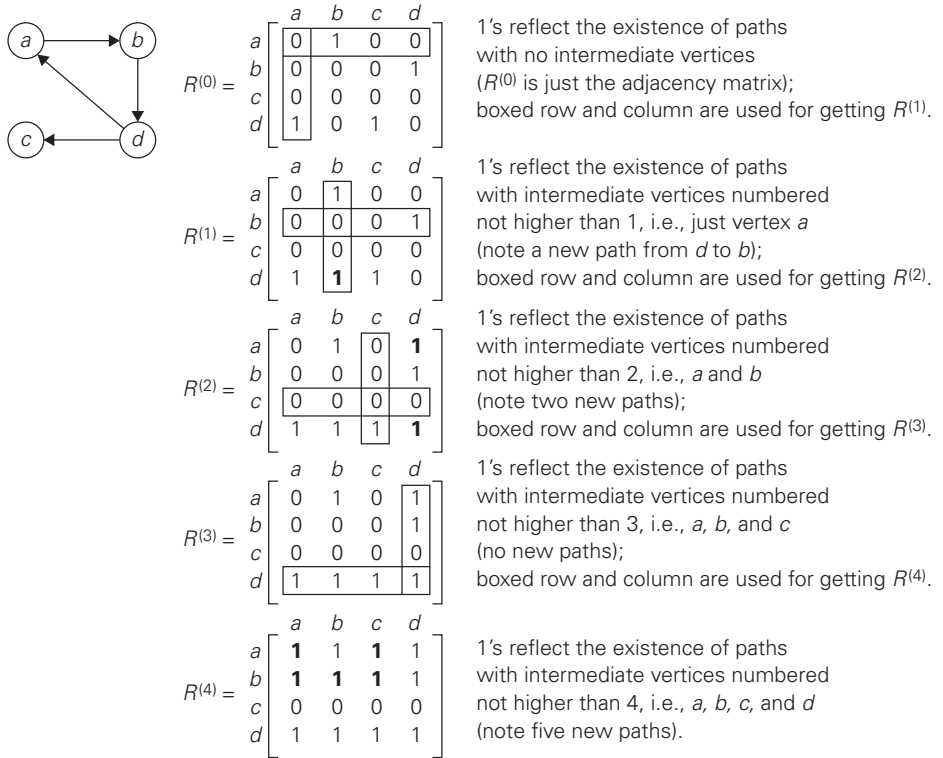 a b
c d
a b c d
a 0 1 0 0
b 0 0 0 1
R(0) =
c 0 0 0 0
d 1 0 1 0
1's reflect the existence of paths
with no intermediate vertices
(R(0) is just the adjacency matrix);
boxed row and column are used for getting R(1).
a b c d
a 0 1 0 0
b 0 0 0 1
R(1) =
c 0 0 0 0
d 1 1 1 0
1's reflect the existence of paths
with intermediate vertices numbered
not higher than 1, i.e., just vertex a
(note a new path from d to b);
boxed row and column are used for getting R(2).
a b c d
a 0 1 0 1
b 0 0 0 1
R(2) =
c 0 0 0 0
d 1 1 1 1
1's reflect the existence of paths
with intermediate vertices numbered
not higher than 2, i.e., a and b
(note two new paths);
boxed row and column are used for getting R(3).
a b c d
a 0 1 0 1
b 0 0 0 1
R(3) =
c 0 0 0 0
d 1 1 1 1
1's reflect the existence of paths
with intermediate vertices numbered
not higher than 3, i.e., a, b, and c
(no new paths);
boxed row and column are used for getting R(4).
a b c d
a 1 1 1 1
b 1 1 1 1
R(4) =
c 0 0 0 0
d 1 1 1 1
1's reflect the existence of paths
with intermediate vertices numbered
not higher than 4, i.e., a, b, c, and d
(note five new paths).